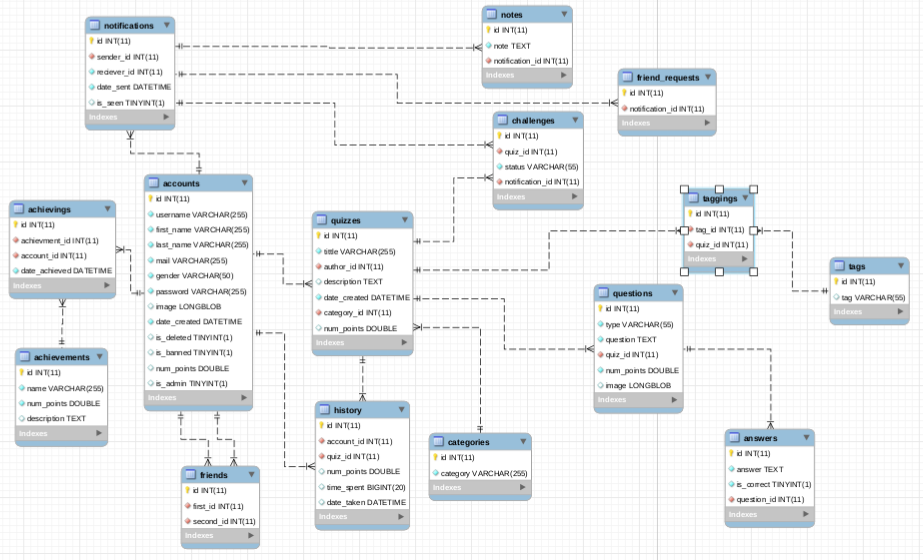 notifications
id INT(11)
sender_id INT(11)
reciever_id INT(11)
date_sent DATETIME
is_seen TINYINT(1)
Indexes
notes
id INT(11)
note TEXT
notification_id INT(11)
Indexes
friend_requests
id INT(11)
notification_id INT(11)
Indexes
challenges
id INT(11)
quiz_id INT(11)
status VARCHAR(55)
notification_id INT(11)
Indexes
accounts
id INT(11)
username VARCHAR(255)
first_name VARCHAR(255)
last_name VARCHAR(255)
mail VARCHAR(255)
gender VARCHAR(50)
password VARCHAR(255)
image LONGBLOB
date_created DATETIME
is_deleted TINYINT(1)
is_banned TINYINT(1)
num_points DOUBLE
is_admin TINYINT(1)
Indexes
achievings
id INT(11)
achievment_id INT(11)
account_id INT(11)
date_achieved DATETIME
Indexes
quizzes
id INT(11)
tittle VARCHAR(255)
author_id INT(11)
description TEXT
date_created DATETIME
category_id INT(11)
num_points DOUBLE
Indexes
taggings
id INT(11)
tag_id INT(11)
quiz_id INT(11)
Indexes
tags
id INT(11)
tag VARCHAR(55)
Indexes
questions
id INT(11)
type VARCHAR(55)
question TEXT
quiz_id INT(11)
num_points DOUBLE
image LONGBLOB
Indexes
achievements
id INT(11)
name VARCHAR(255)
num_points DOUBLE
description TEXT
Indexes
history
id INT(11)
account_id INT(11)
quiz_id INT(11)
num_points DOUBLE
time_spent BIGINT(20)
date_taken DATETIME
Indexes
categories
id INT(11)
category VARCHAR(255)
Indexes
answers
id INT(11)
answer TEXT
is_correct TINYINT(1)
question_id INT(11)
Indexes
friends
id INT(11)
first_id INT(11)
second_id INT(11)
Indexes